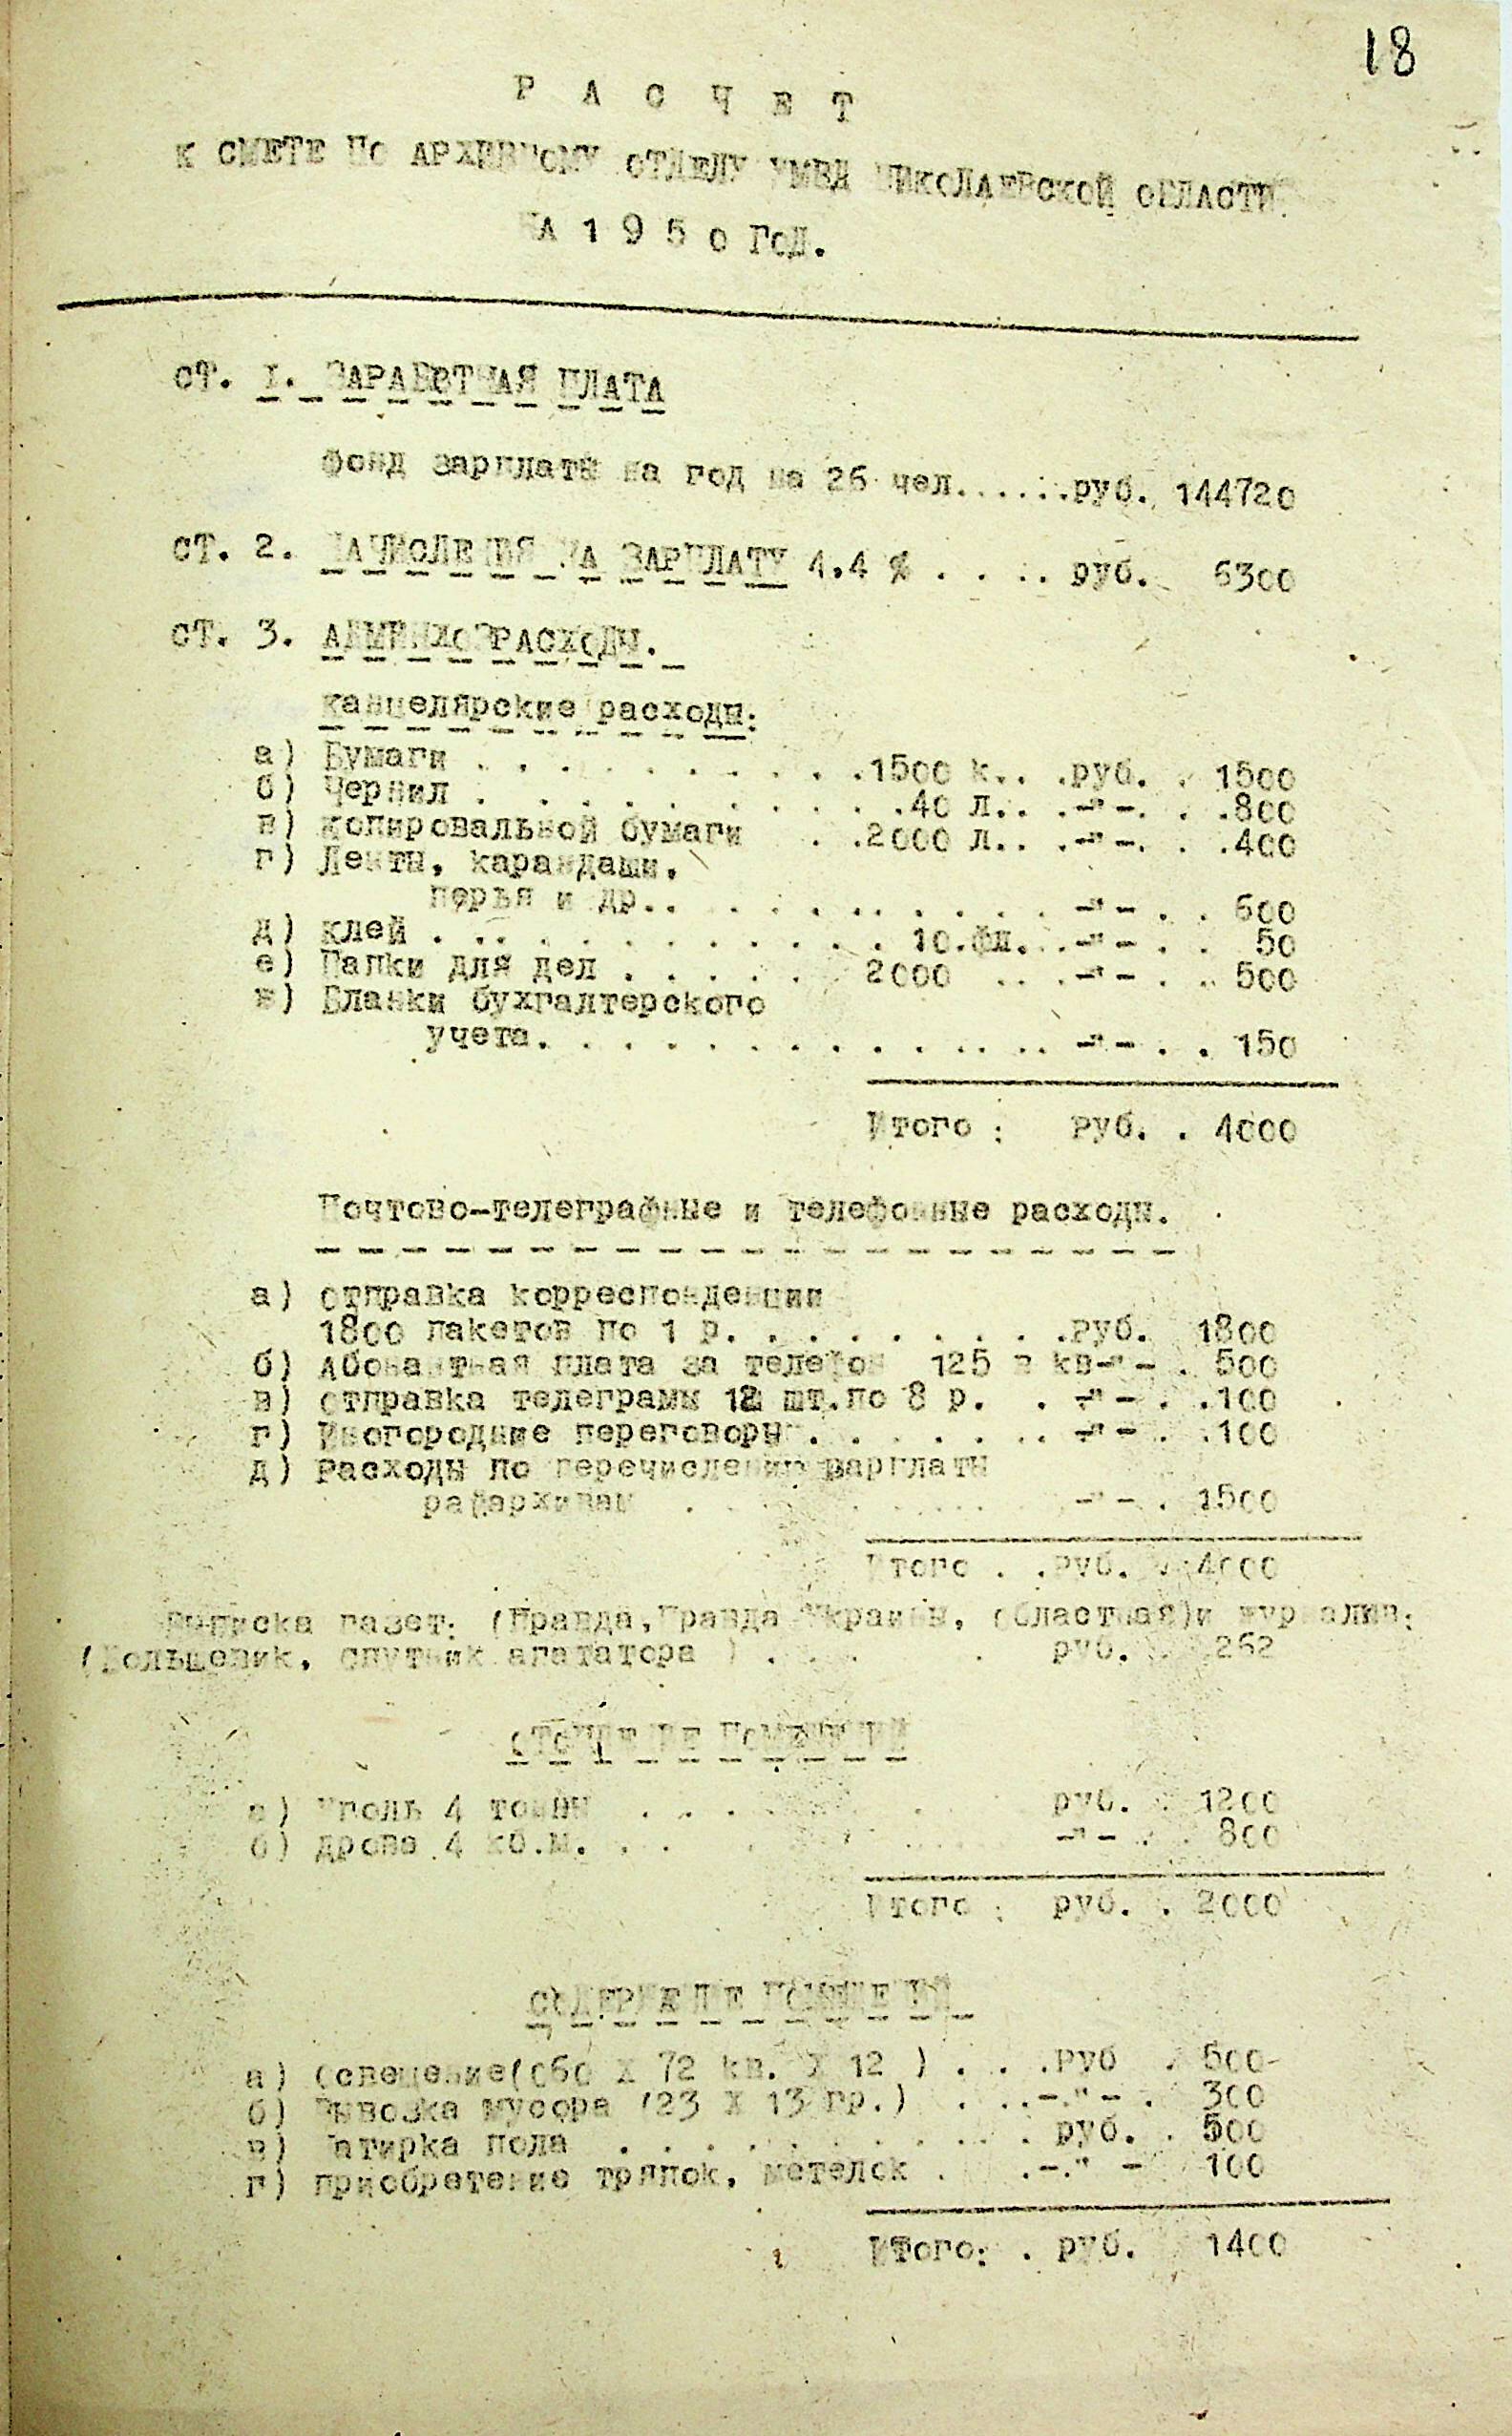 18
Р А С Ч Е Т
К СМЕТЕ ПО АРХИВНОМУ ОТДЕЛУ УМВД НИКОЛАЕВСКОЙ ОБЛАСТИ
НА 1 9 5 0 ГОД.
СТ. I. ЗАРАБОТНАЯ ПЛАТА
Фонд зарплаты на год на 26 чел......руб. 144720
СТ. 2. НАЧИСЛЕНИЯ НА ЗАРПЛАТУ 4,4 % . . .. руб. 6300
СТ. 3. АДМИНХОЗРАСХОДЫ.
Канцелярские расходы:
а) Бумаги . . . . . . . . . .1500 к.. .руб. . 1500
б) Чернил . . . . . . . . . .40 л.. .-"-. . .800
в) копировальной бумаги . .2000 л.. .-"-. . .400
г) Ленты, карандаши,
перья и др.. . . . . .. . . . . -"- . . 600
д) клей . .. . . . . . . . . . 10.фл. .-"- . . 50
е) Папки для дел . . . . . 2000 .. .-"- . . 500
ж) Бланки бухгалтерского
учета. . . . . . . . . . . .. .. -"- . . 150
Итого : Руб. . 4000
Почтово-телеграфные и телефонные расходы.
а) отправка корреспонденции
1800 пакетов по 1 р. . . . . . . . .руб. 1800
б) Абонантная плата за телефон 125 в кв-"- . 500
в) отправка телеграмм 12 шт.по 8 р. . -"- . .100
г) Иногородние переговоры . . . . . .. -"- . .100
д) Расходы по перечислению зарплаты
рафархивам . . . . . . . -"- . 1500
Итого . .Руб. . 4000
Выписка газет: (Правда,Правда Украины, областная)и журналив:
(Большевик, спутник агататора ) . . . . руб. . 262
ОТОПЛЕНИЕ ПОМЕЩЕНИЙ
а) Уголь 4 тонны . . . . руб. . 1200
б) дрова 4 кб.м. . . -"- . . 800
Итого : руб. . 2000
СОДЕРЖАНИЕ ПОМЕЩЕНИЙ
а) Освещение(060 Х 72 кв. Х 12 ) . . .Руб . 500-
б) Вывозка мусора (23 Х 13 гр.) . ..-."- . 300
в) Натирка пола . . . . . . . . . . руб. . 500
г) приобретение тряпок, метелок . .-." - 100
ИТого: . руб. 1400